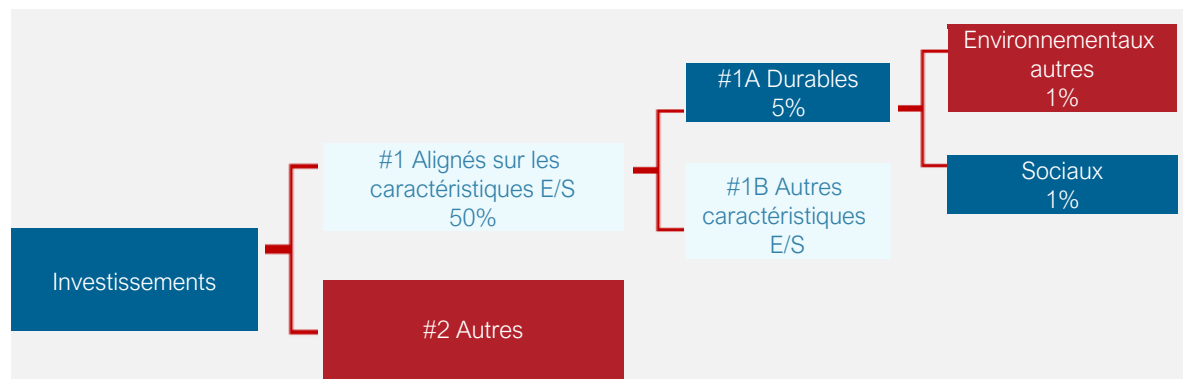 Investissements
#1 Alignés sur les
caractéristiques E/S
50%
#2 Autres
#1A Durables
5%
#1B Autres
caractéristiques
E/S
Environnementaux
autres
1%
Sociaux
1%